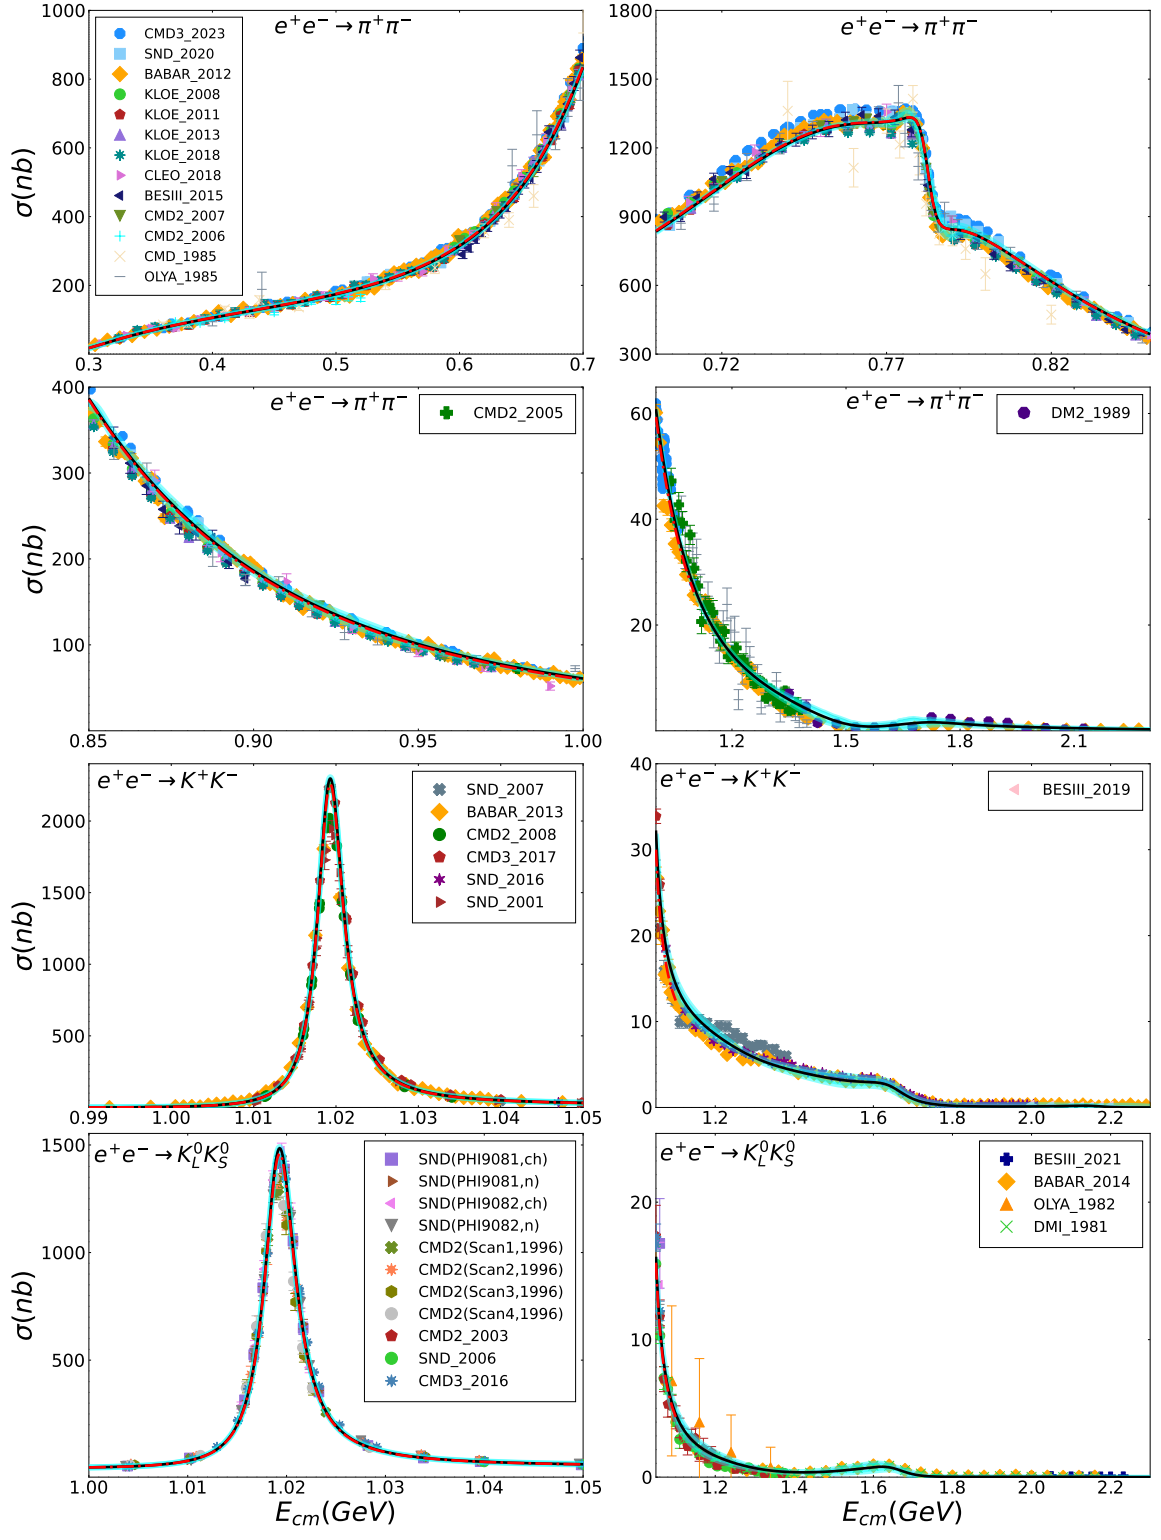 e⁺e⁻→π⁺π⁻
1000
800
600
400
200
σ(nb)
0.3 0.4 0.5 0.6 0.7
CMD3_2023
SND_2020
BABAR_2012
KLOE_2008
KLOE_2011
KLOE_2013
KLOE_2018
CLEO_2018
BESIII_2015
CMD2_2007
CMD2_2006
CMD_1985
OLYA_1985
e⁺e⁻→π⁺π⁻
1800
1500
1200
900
600
300
0.72 0.77 0.82
e⁺e⁻→π⁺π⁻
CMD2_2005
400
300
200
100
σ(nb)
0.85 0.90 0.95 1.00
e⁺e⁻→π⁺π⁻
DM2_1989
60
40
20
1.2 1.5 1.8 2.1
e⁺e⁻→K⁺K⁻
SND_2007
BABAR_2013
CMD2_2008
CMD3_2017
SND_2016
SND_2001
2000
1500
1000
500
σ(nb)
0.99 1.00 1.01 1.02 1.03 1.04 1.05
e⁺e⁻→K⁺K⁻
BESIII_2019
40
30
20
10
0
1.2 1.4 1.6 1.8 2.0 2.2
e⁺e⁻→K⁰_L K⁰_S
SND(PHI9081,ch)
SND(PHI9081,n)
SND(PHI9082,ch)
SND(PHI9082,n)
CMD2(Scan1,1996)
CMD2(Scan2,1996)
CMD2(Scan3,1996)
CMD2(Scan4,1996)
CMD2_2003
SND_2006
CMD3_2016
1500
1000
500
σ(nb)
1.00 1.01 1.02 1.03 1.04 1.05
E_cm(GeV)
e⁺e⁻→K⁰_L K⁰_S
BESIII_2021
BABAR_2014
OLYA_1982
DMI_1981
20
10
0
1.2 1.4 1.6 1.8 2.0 2.2
E_cm(GeV)